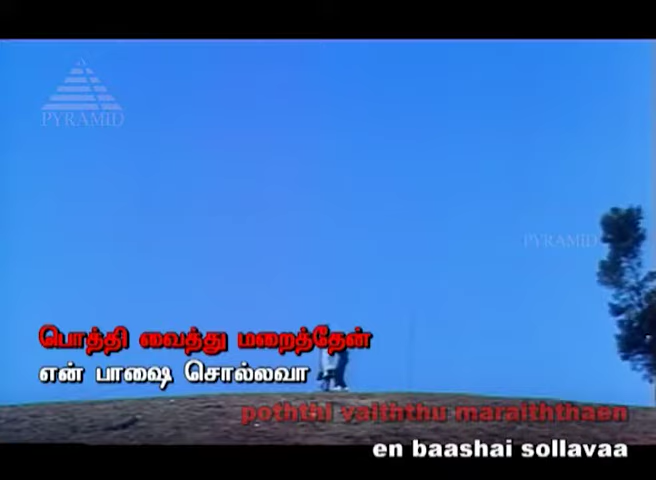 PYRAMID
PYRAMID
பொத்தி வைத்து மறைத்தேன்
என் பாஷை சொல்லவா
poththi vaiththu maraiththaen
en baashai sollavaa